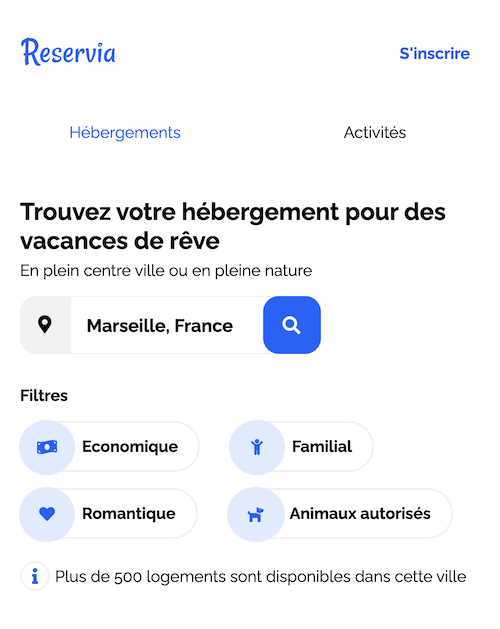 Reservia
S'inscrire
Hébergements
Activités
Trouvez votre hébergement pour des
vacances de rêve
En plein centre ville ou en pleine nature
Marseille, France
Filtres
Economique
Familial
Romantique
Animaux autorisés
Plus de 500 logements sont disponibles dans cette ville